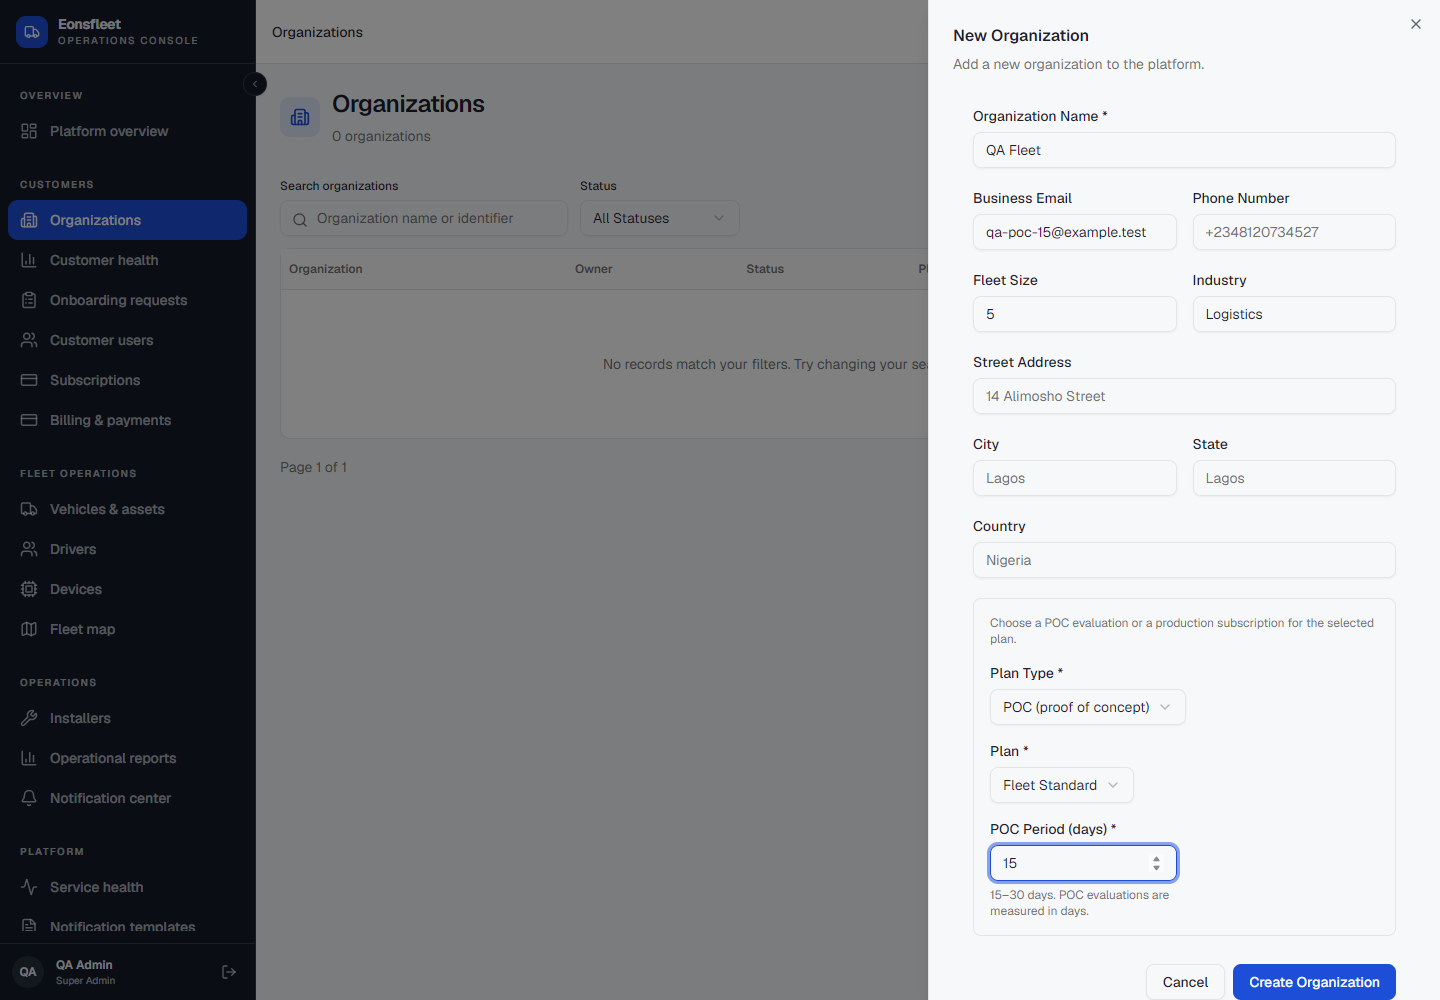 Eonsfleet
OPERATIONS CONSOLE
OVERVIEW
Platform overview
CUSTOMERS
Organizations
Customer health
Onboarding requests
Customer users
Subscriptions
Billing & payments
FLEET OPERATIONS
Vehicles & assets
Drivers
Devices
Fleet map
OPERATIONS
Installers
Operational reports
Notification center
PLATFORM
Service health
Notification templates
QA
QA Admin
Super Admin
Organizations
Organizations
0 organizations
Search organizations
Status
Organization name or identifier
All Statuses
Organization Owner Status
No records match your filters. Try changing your
Page 1 of 1
New Organization
Add a new organization to the platform.
Organization Name *
QA Fleet
Business Email
Phone Number
qa-poc-15@example.test
+2348120734527
Fleet Size
Industry
5
Logistics
Street Address
14 Alimosho Street
City
State
Lagos
Lagos
Country
Nigeria
Choose a POC evaluation or a production subscription for the selected
plan.
Plan Type *
POC (proof of concept)
Plan *
Fleet Standard
POC Period (days) *
15
15–30 days. POC evaluations are
measured in days.
Cancel
Create Organization